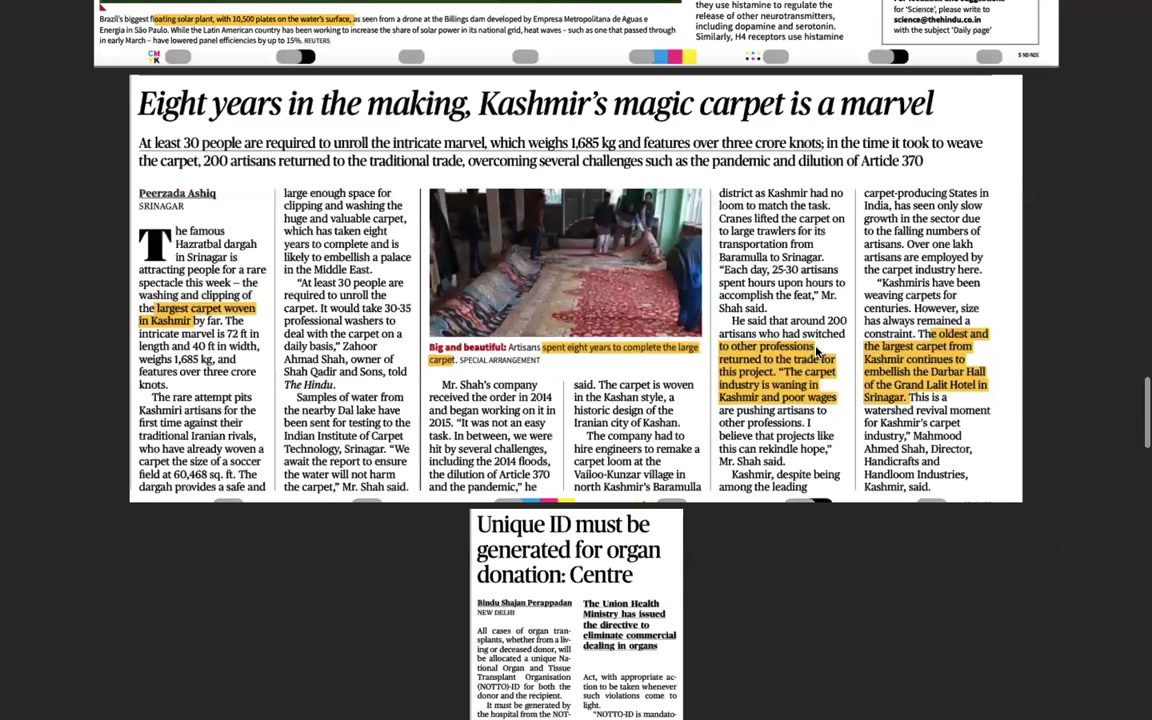 Brazil's biggest floating solar plant, with 10,500 plates on the water's surface, as seen from a drone at the Billings dam developed by Empresa Metropolitana de Aguas e
Energia in São Paulo. While the Latin American country has been working to increase the share of solar power in its national grid, heat waves – such as one that passed through
in early March – have lowered panel efficiencies by up to 15%. REUTERS
they use histamine to regulate the
release of other neurotransmitters,
including dopamine and serotonin.
Similarly, H4 receptors use histamine
for 'Science', please write to
science@thehindu.co.in
with the subject 'Daily page'
CM
YK
Eight years in the making, Kashmir's magic carpet is a marvel
At least 30 people are required to unroll the intricate marvel, which weighs 1,685 kg and features over three crore knots; in the time it took to weave
the carpet, 200 artisans returned to the traditional trade, overcoming several challenges such as the pandemic and dilution of Article 370
Peerzada Ashiq
SRINAGAR
The famous
Hazratbal dargah
in Srinagar is
attracting people for a rare
spectacle this week – the
washing and clipping of
the largest carpet woven
in Kashmir by far. The
intricate marvel is 72 ft in
length and 40 ft in width,
weighs 1,685 kg, and
features over three crore
knots.
The rare attempt pits
Kashmiri artisans for the
first time against their
traditional Iranian rivals,
who have already woven a
carpet the size of a soccer
field at 60,468 sq. ft. The
dargah provides a safe and
large enough space for
clipping and washing the
huge and valuable carpet,
which has taken eight
years to complete and is
likely to embellish a palace
in the Middle East.
"At least 30 people are
required to unroll the
carpet. It would take 30-35
professional washers to
deal with the carpet on a
daily basis," Zahoor
Ahmad Shah, owner of
Shah Qadir and Sons, told
The Hindu.
Samples of water from
the nearby Dal lake have
been sent for testing to the
Indian Institute of Carpet
Technology, Srinagar. "We
await the report to ensure
the water will not harm
the carpet," Mr. Shah said.
Big and beautiful: Artisans spent eight years to complete the large
carpet. SPECIAL ARRANGEMENT
Mr. Shah's company
received the order in 2014
and began working on it in
2015. "It was not an easy
task. In between, we were
hit by several challenges,
including the 2014 floods,
the dilution of Article 370
and the pandemic," he
said. The carpet is woven
in the Kashan style, a
historic design of the
Iranian city of Kashan.
The company had to
hire engineers to remake a
carpet loom at the
Vailoo-Kunzar village in
north Kashmir's Baramulla
district as Kashmir had no
loom to match the task.
Cranes lifted the carpet on
to large trawlers for its
transportation from
Baramulla to Srinagar.
"Each day, 25-30 artisans
spent hours upon hours to
accomplish the feat," Mr.
Shah said.
He said that around 200
artisans who had switched
to other professions
returned to the trade for
this project. "The carpet
industry is waning in
Kashmir and poor wages
are pushing artisans to
other professions. I
believe that projects like
this can rekindle hope,"
Mr. Shah said.
Kashmir, despite being
among the leading
carpet-producing States in
India, has seen only slow
growth in the sector due
to the falling numbers of
artisans. Over one lakh
artisans are employed by
the carpet industry here.
"Kashmiris have been
weaving carpets for
centuries. However, size
has always remained a
constraint. The oldest and
the largest carpet from
Kashmir continues to
embellish the Darbar Hall
of the Grand Lalit Hotel in
Srinagar. This is a
watershed revival moment
for Kashmir's carpet
industry," Mahmood
Ahmed Shah, Director,
Handicrafts and
Handloom Industries,
Kashmir, said.
Unique ID must be
generated for organ
donation: Centre
Bindu Shajan Perappadan
NEW DELHI
All cases of organ tran-
splants, whether from a liv-
ing or deceased donor, will
be allocated a unique Na-
tional Organ and Tissue
Transplant Organisation
(NOTTO)-ID for both the
donor and the recipient.
It must be generated by
the hospital from the NOT-
The Union Health
Ministry has issued
the directive to
eliminate commercial
dealing in organs
Act, with appropriate ac-
tion to be taken whenever
such violations come to
light.
"NOTTO-ID is mandato-